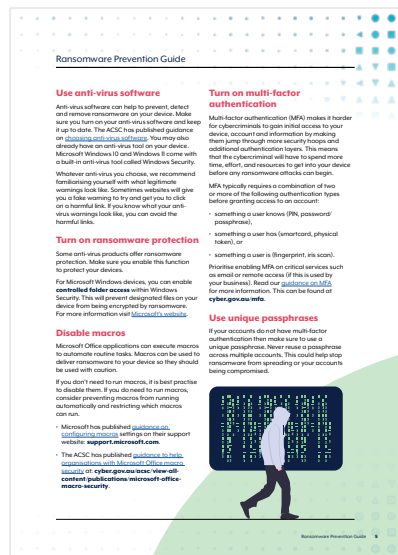 Ransomware Prevention Guide
Use anti-virus software
Anti-virus software can help to prevent, detect
and remove ransomware on your device. Make
sure you turn on your anti-virus software and keep
it up to date. The ACSC has published guidance
on choosing anti-virus software. You may also
already have an anti-virus tool on your device.
Microsoft Windows 10 and Windows 11 come with
a built-in anti-virus tool called Windows Security.
Whatever anti-virus you choose, we recommend
familiarising yourself with what legitimate
warnings look like. Sometimes websites will give
you a fake warning to try and get you to click
on a harmful link. If you know what your anti-
virus warnings look like, you can avoid the
harmful links.
Turn on ransomware protection
Some anti-virus products offer ransomware
protection. Make sure you enable this function
to protect your devices.
For Microsoft Windows devices, you can enable
controlled folder access within Windows
Security. This will prevent designated files on your
device from being encrypted by ransomware.
For more information visit Microsoft's website.
Disable macros
Microsoft Office applications can execute macros
to automate routine tasks. Macros can be used to
deliver ransomware to your device so they should
be used with caution.
If you don't need to run macros, it is best practise
to disable them. If you do need to run macros,
consider preventing macros from running
automatically and restricting which macros
can run.
• Microsoft has published guidance on
configuring macros settings on their support
website: support.microsoft.com.
• The ACSC has published guidance to help
organisations with Microsoft Office macro
security at: cyber.gov.au/acsc/view-all-
content/publications/microsoft-office-
macro-security.
Turn on multi-factor
authentication
Multi-factor authentication (MFA) makes it harder
for cybercriminals to gain initial access to your
device, account and information by making
them jump through more security hoops and
additional authentication layers. This means
that the cybercriminal will have to spend more
time, effort, and resources to get into your device
before any ransomware attacks can begin.
MFA typically requires a combination of two
or more of the following authentication types
before granting access to an account:
• something a user knows (PIN, password/
passphrase),
• something a user has (smartcard, physical
token), or
• something a user is (fingerprint, iris scan).
Prioritise enabling MFA on critical services such
as email or remote access (if this is used by
your business). Read our guidance on MFA
for more information. This can be found at
cyber.gov.au/mfa.
Use unique passphrases
If your accounts do not have multi-factor
authentication then make sure to use a
unique passphrase. Never reuse a passphrase
across multiple accounts. This could help stop
ransomware from spreading or your accounts
being compromised.
Ransomware Prevention Guide 5